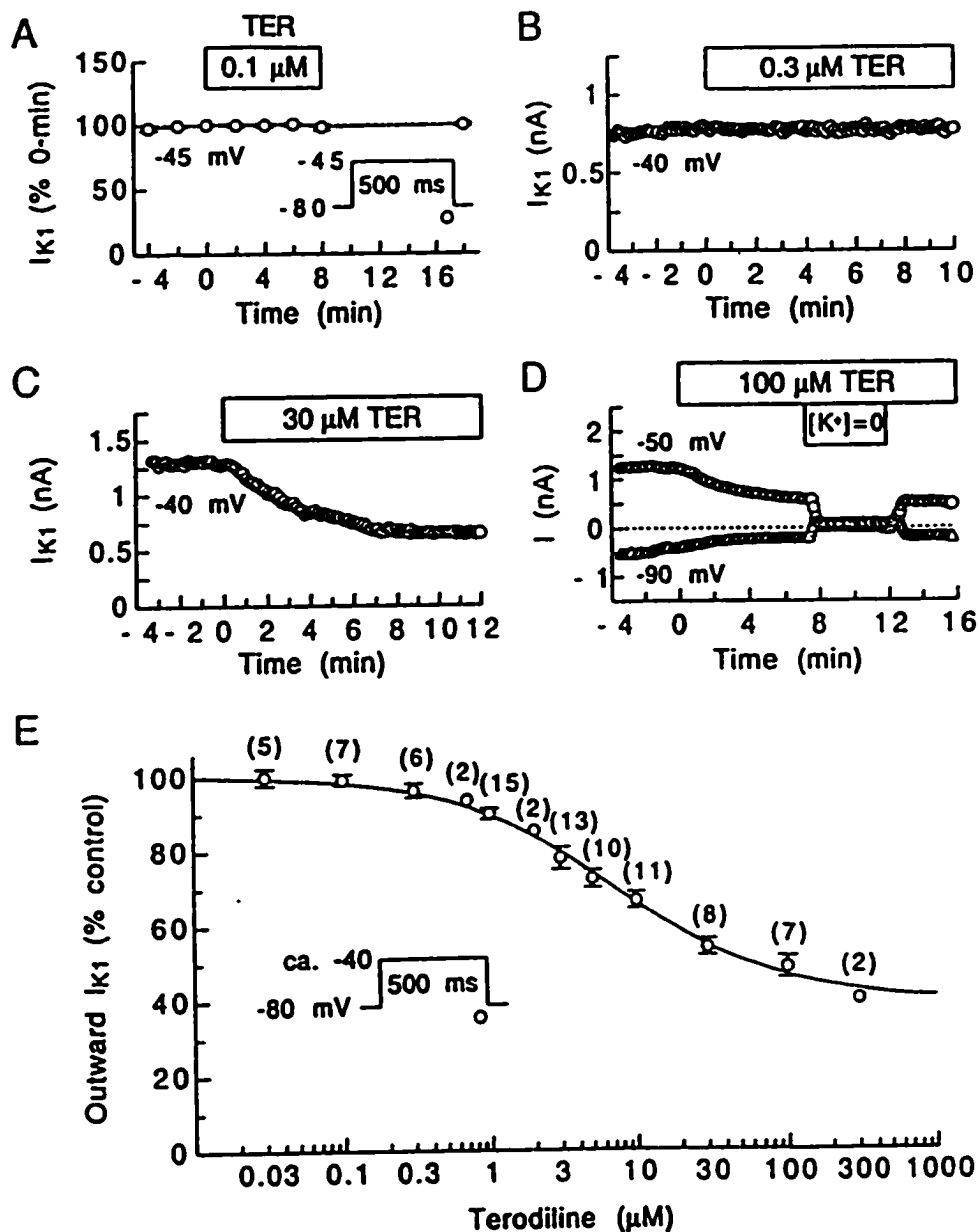 A
TER
0.1 µM
150
100
50
0
I_K1 (% 0-min)
-45 mV
-45
500 ms
-80
-4 0 4 8 12 16
Time (min)
B
0.3 µM TER
1
0.5
0
I_K1 (nA)
-40 mV
-4 -2 0 2 4 6 8 10
Time (min)
C
30 µM TER
1.5
1
0.5
0
I_K1 (nA)
-40 mV
-4 -2 0 2 4 6 8 10 12
Time (min)
D
100 µM TER
[K+]=0
2
1
0
-1
I (nA)
-50 mV
-90 mV
-4 0 4 8 12 16
Time (min)
E
100
80
60
40
20
0
Outward I_K1 (% control)
(5) (7) (6) (2) (15) (2) (13) (10) (11) (8) (7) (2)
ca. -40
500 ms
-80 mV
0.03 0.1 0.3 1 3 10 30 100 300 1000
Terodiline (µM)